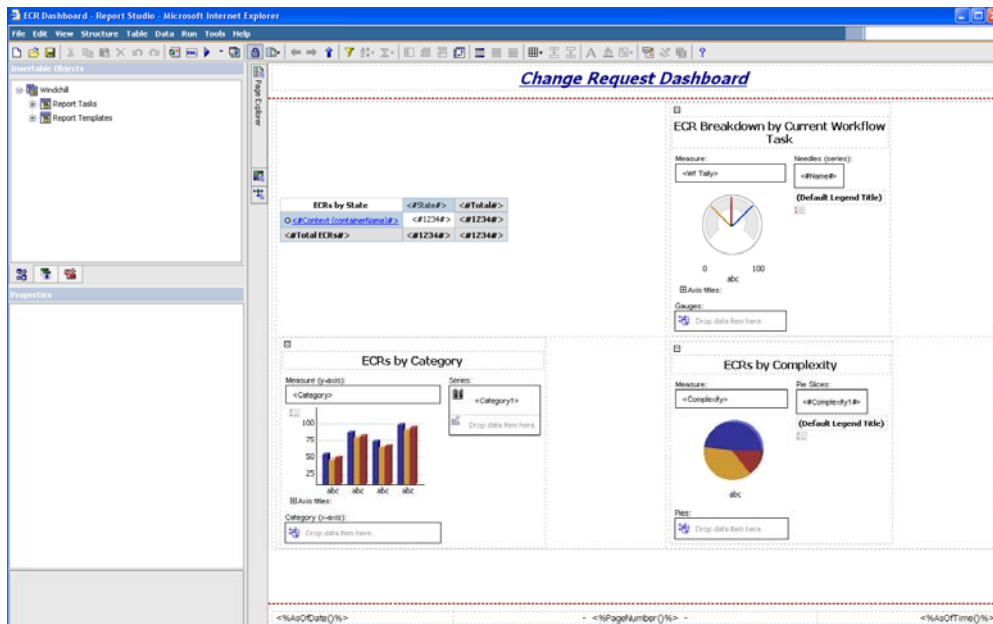 ECR Dashboard - Report Studio - Microsoft Internet Explorer
File Edit View Structure Table Data Run Tools Help
Insertable Objects
Windchill
Report Tasks
Report Templates
Properties
Page Explorer
Change Request Dashboard
ECRs by State <#State#> <#Total#>
<#Context (containerName)#> <#1234#> <#1234#>
<#Total ECRs#> <#1234#> <#1234#>
ECR Breakdown by Current Workflow
Task
Measure: Needles (series):
<Wf Tally> <#Name#>
(Default Legend Title)
0 100
abc
Axis titles:
Gauges:
Drop data item here.
ECRs by Category
Measure (y-axis): Series:
<Category> <Category1>
Drop data item here.
100
75
50
25
abc abc abc abc
Axis titles:
Category (x-axis):
Drop data item here.
ECRs by Complexity
Measure: Pie Slices:
<Complexity> <#Complexity1#>
(Default Legend Title)
abc
Pies:
Drop data item here.
<%AsOfDate()%> - <%PageNumber()%> - <%AsOfTime()%>